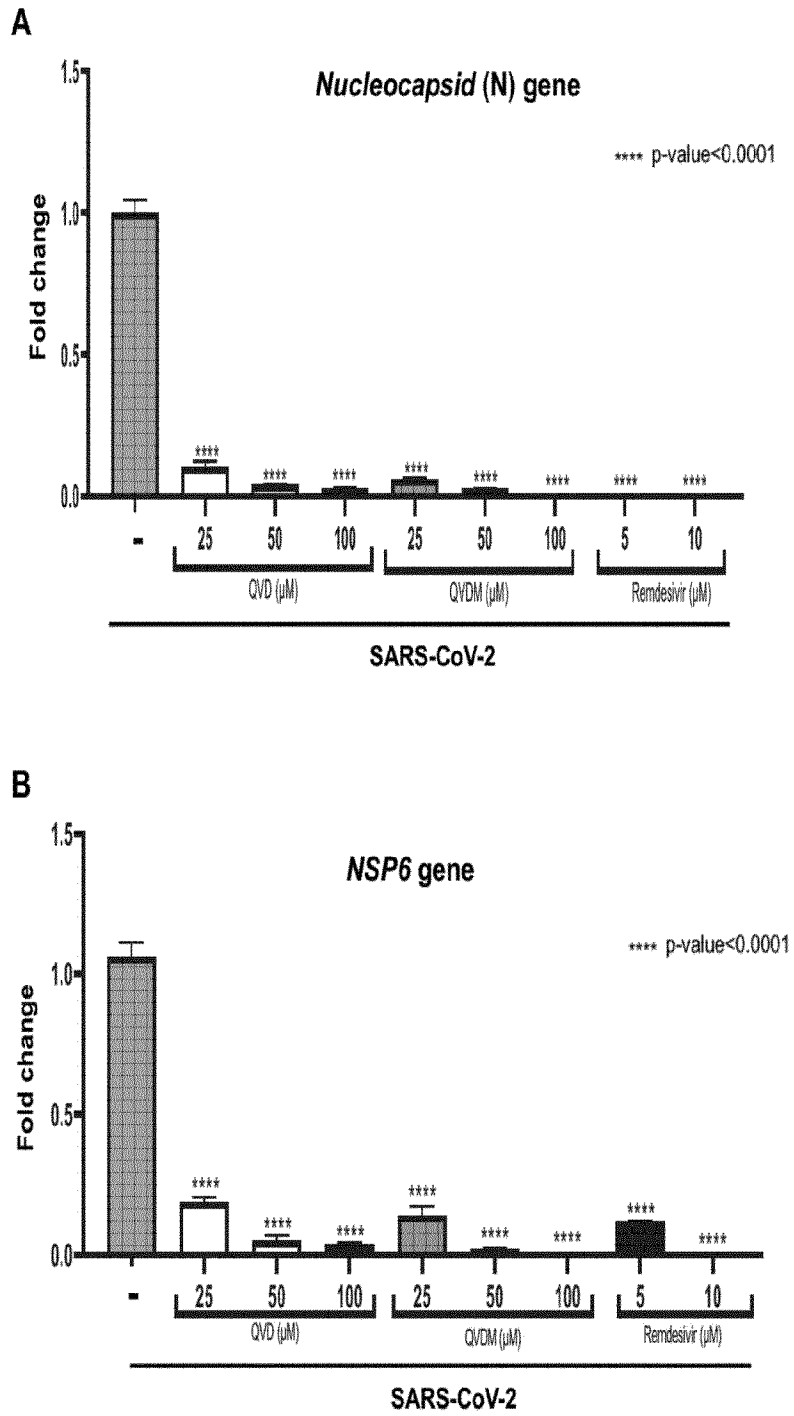 A
1.5
Nucleocapsid (N) gene
**** p-value<0.0001
1.0
Fold change
0.5
**** **** **** **** **** **** **** ****
0.0
- 25 50 100 25 50 100 5 10
QVD (µM) QVDM (µM) Remdesivir (µM)
SARS-CoV-2
B
1.5
NSP6 gene
**** p-value<0.0001
1.0
Fold change
0.5
**** **** **** **** **** **** **** ****
0.0
- 25 50 100 25 50 100 5 10
QVD (µM) QVDM (µM) Remdesivir (µM)
SARS-CoV-2